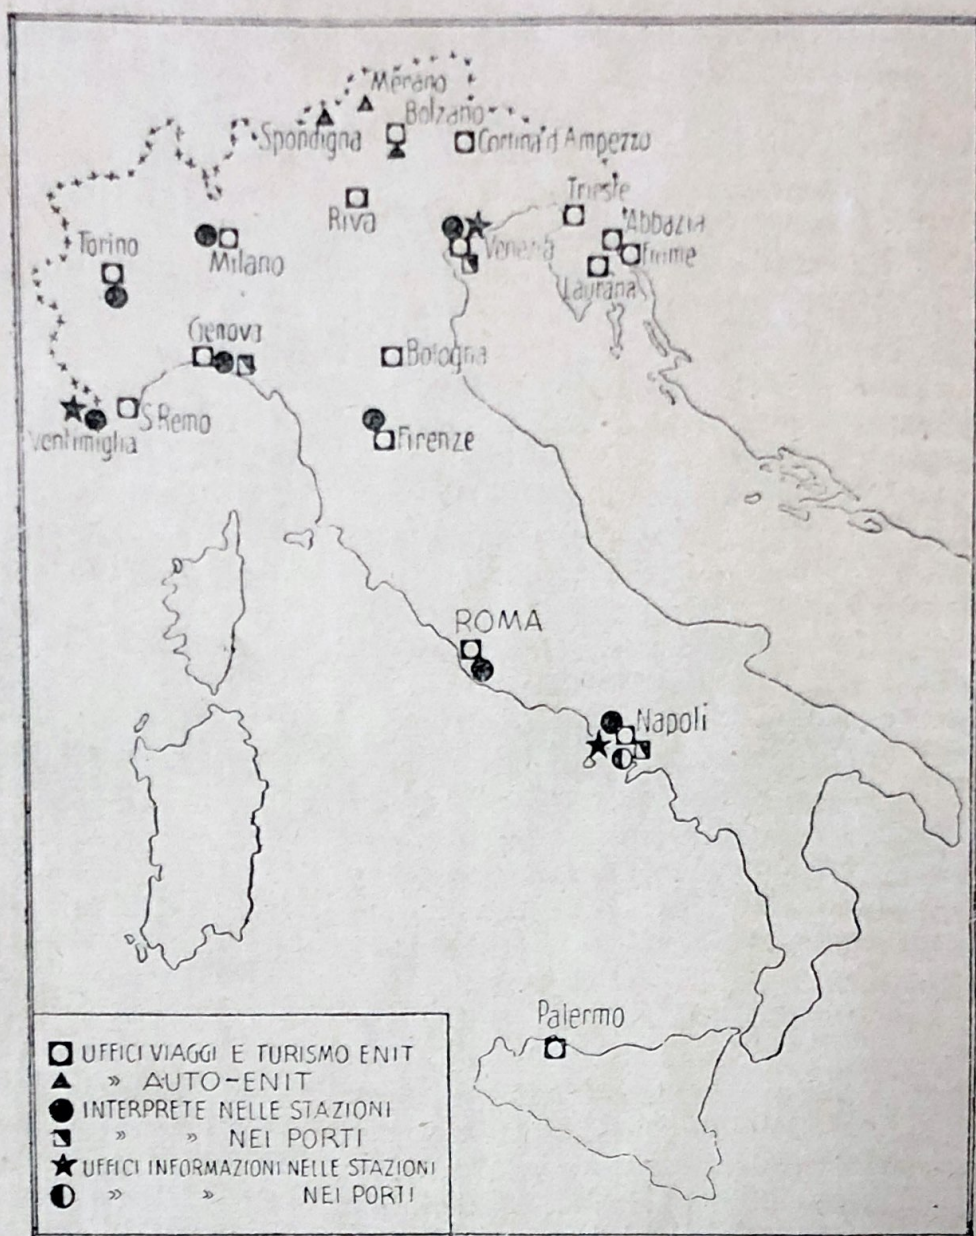 Merano
Bolzano
Spondigna
Cortina d'Ampezzo
Riva
Trieste
Abbazia
Fiume
Laurana
Venezia
Torino
Milano
Genova
Bologna
S Remo
Ventimiglia
Firenze
ROMA
Napoli
Palermo
UFFICI VIAGGI E TURISMO ENIT
» AUTO-ENIT
INTERPRETE NELLE STAZIONI
» » NEI PORTI
UFFICI INFORMAZIONI NELLE STAZIONI
» » NEI PORTI